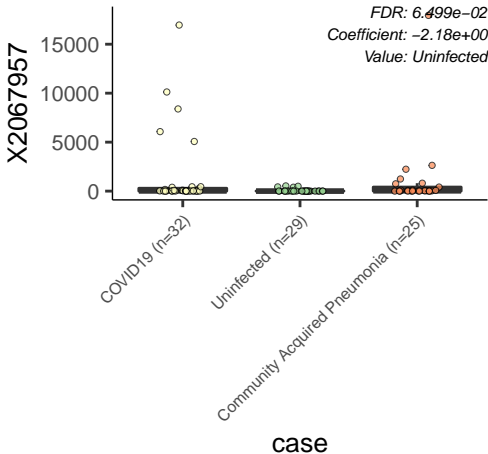 FDR: 6.499e−02
Coefficient: −2.18e+00
Value: Uninfected
X2067957
15000
10000
5000
0
COVID19 (n=32)
Uninfected (n=29)
Community Acquired Pneumonia (n=25)
case